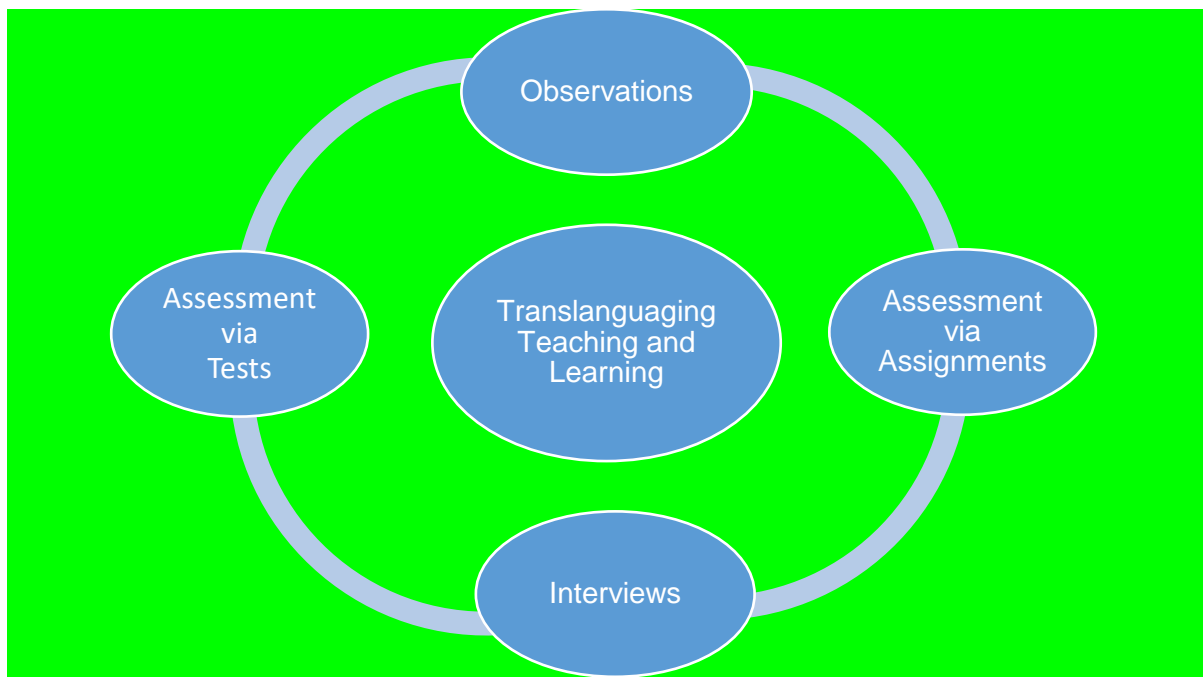 Observations
Assessment
via
Tests
Translanguaging
Teaching and
Learning
Assessment
via
Assignments
Interviews